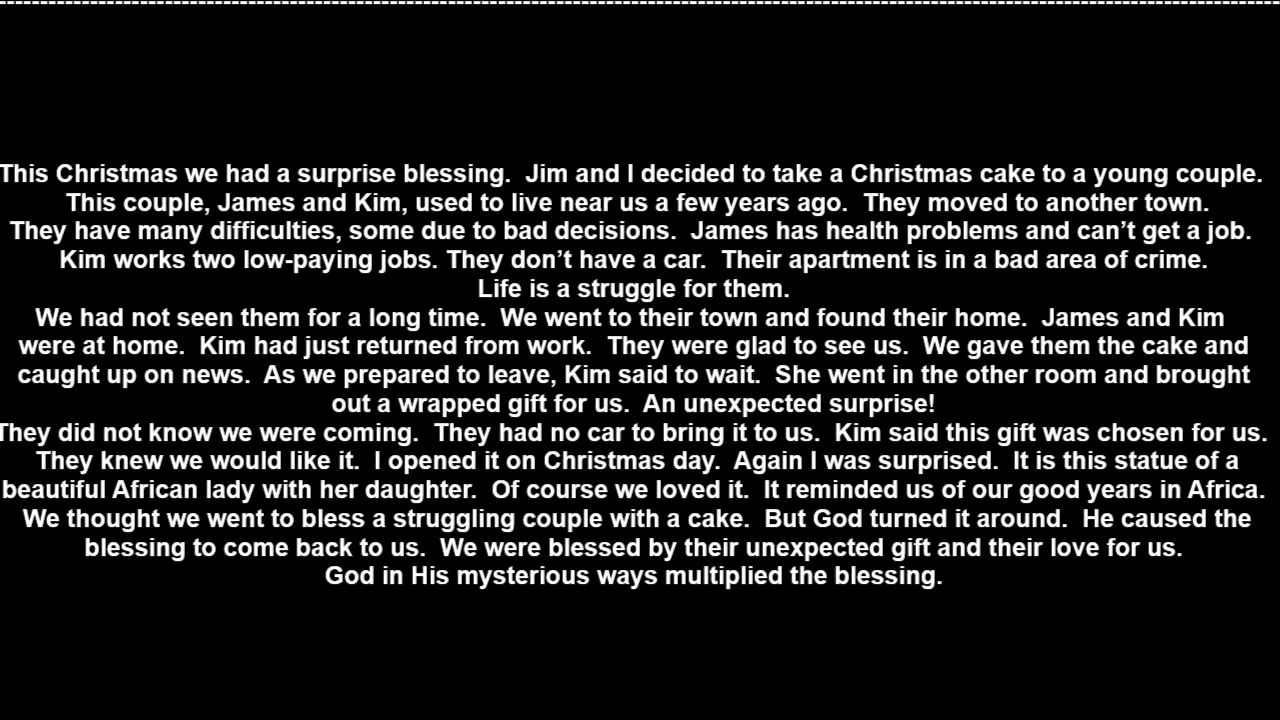 This Christmas we had a surprise blessing.  Jim and I decided to take a Christmas cake to a young couple.
This couple, James and Kim, used to live near us a few years ago.  They moved to another town.
They have many difficulties, some due to bad decisions.  James has health problems and can’t get a job.
Kim works two low-paying jobs. They don’t have a car.  Their apartment is in a bad area of crime.
Life is a struggle for them.
We had not seen them for a long time.  We went to their town and found their home.  James and Kim
were at home.  Kim had just returned from work.  They were glad to see us.  We gave them the cake and
caught up on news.  As we prepared to leave, Kim said to wait.  She went in the other room and brought
out a wrapped gift for us.  An unexpected surprise!
They did not know we were coming.  They had no car to bring it to us.  Kim said this gift was chosen for us.
They knew we would like it.  I opened it on Christmas day.  Again I was surprised.  It is this statue of a
beautiful African lady with her daughter.  Of course we loved it.  It reminded us of our good years in Africa.
We thought we went to bless a struggling couple with a cake.  But God turned it around.  He caused the
blessing to come back to us.  We were blessed by their unexpected gift and their love for us.
God in His mysterious ways multiplied the blessing.